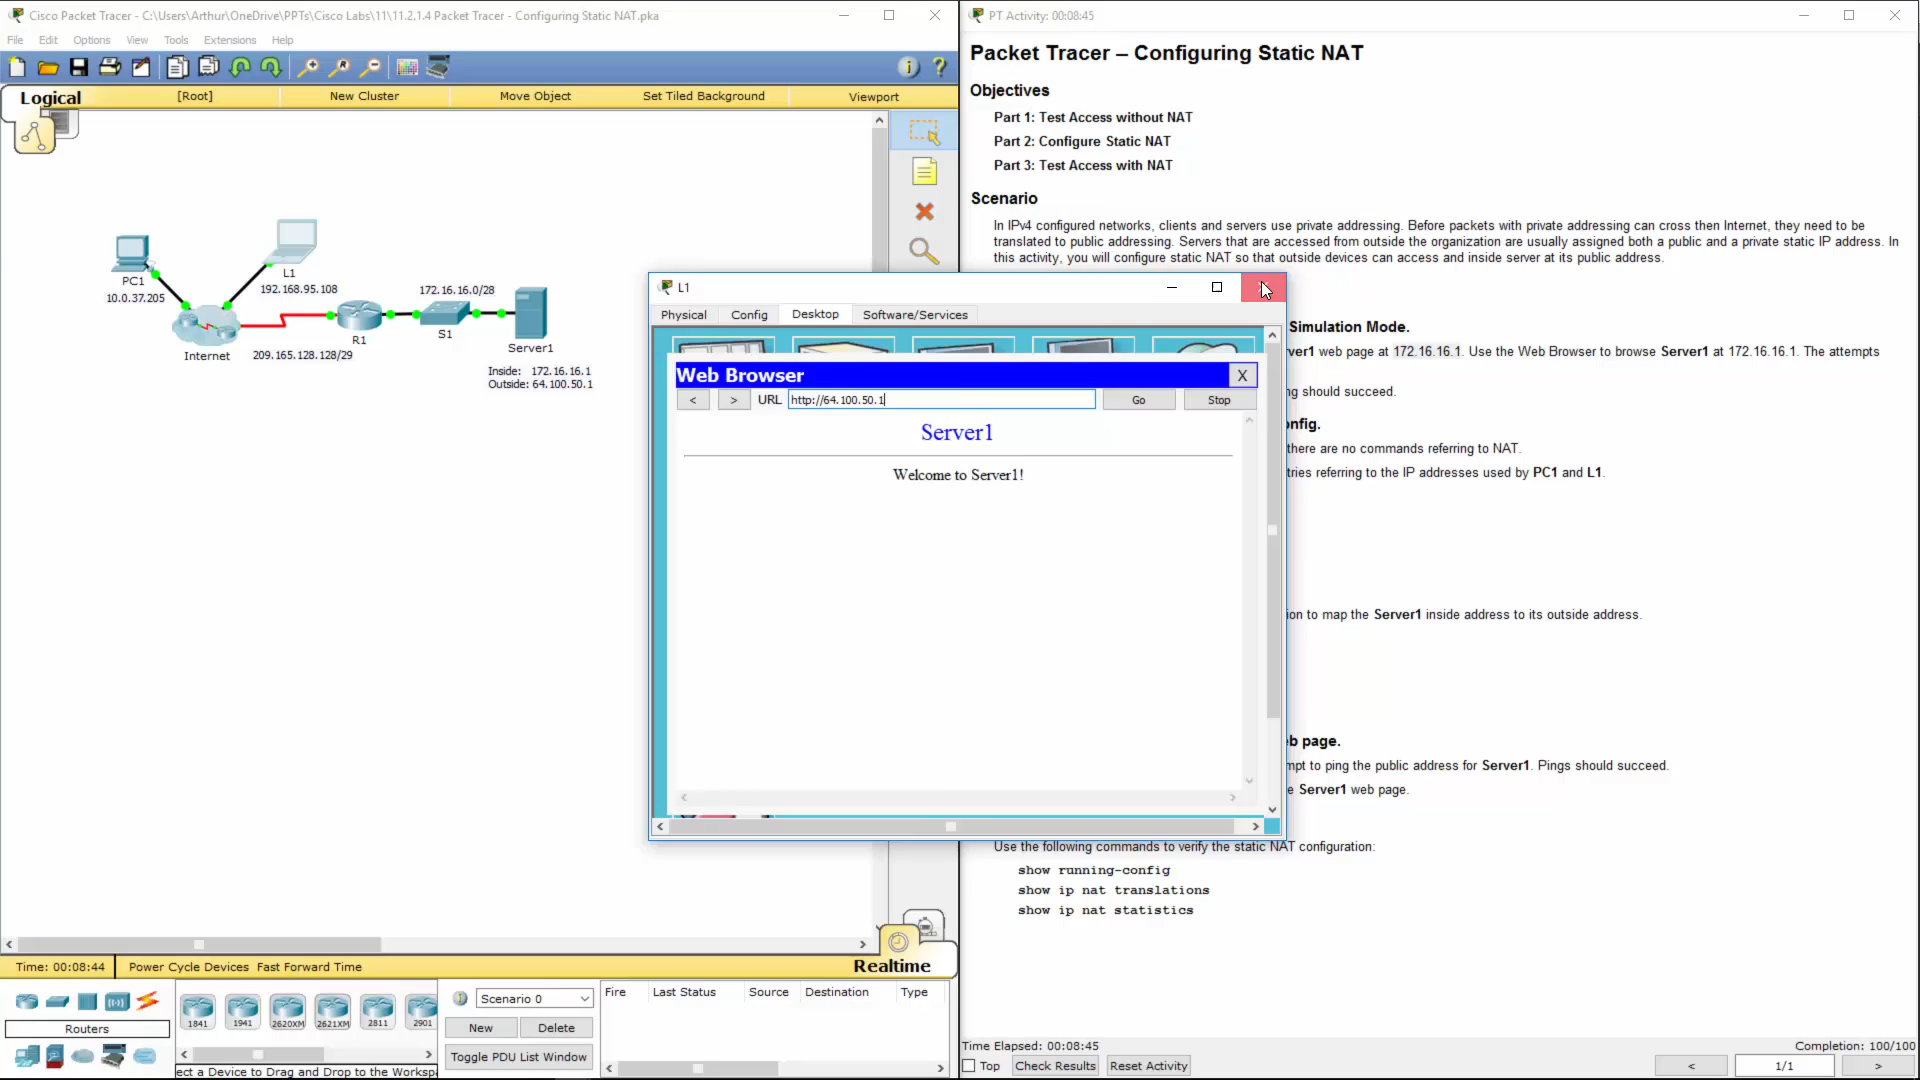 Cisco Packet Tracer - C:\Users\Arthur\OneDrive\PPTs\Cisco Labs\11\11.2.1.4 Packet Tracer - Configuring Static NAT.pka
File Edit Options View Tools Extensions Help
Logical [Root] New Cluster Move Object Set Tiled Background Viewport
PC1
10.0.37.205
L1
192.168.95.108
Internet
209.165.128.128/29
R1
172.16.16.0/28
S1
Server1
Inside: 172.16.16.1
Outside: 64.100.50.1
L1
Physical Config Desktop Software/Services
Web Browser X
< > URL http://64.100.50.1 Go Stop
Server1
Welcome to Server1!
Time: 00:08:44 Power Cycle Devices Fast Forward Time Realtime
Routers
1841 1941 2620XM 2621XM 2811 2901
ect a Device to Drag and Drop to the Workspa
Scenario 0
New Delete
Toggle PDU List Window
Fire Last Status Source Destination Type
PT Activity: 00:08:45
Packet Tracer – Configuring Static NAT
Objectives
Part 1: Test Access without NAT
Part 2: Configure Static NAT
Part 3: Test Access with NAT
Scenario
In IPv4 configured networks, clients and servers use private addressing. Before packets with private addressing can cross then Internet, they need to be
translated to public addressing. Servers that are accessed from outside the organization are usually assigned both a public and a private static IP address. In
this activity, you will configure static NAT so that outside devices can access and inside server at its public address.
Simulation Mode.
ver1 web page at 172.16.16.1. Use the Web Browser to browse Server1 at 172.16.16.1. The attempts
ng should succeed.
nfig.
there are no commands referring to NAT.
tries referring to the IP addresses used by PC1 and L1.
ion to map the Server1 inside address to its outside address.
b page.
mpt to ping the public address for Server1. Pings should succeed.
e Server1 web page.
Use the following commands to verify the static NAT configuration:
show running-config
show ip nat translations
show ip nat statistics
Time Elapsed: 00:08:45 Completion: 100/100
Top Check Results Reset Activity < 1/1 >